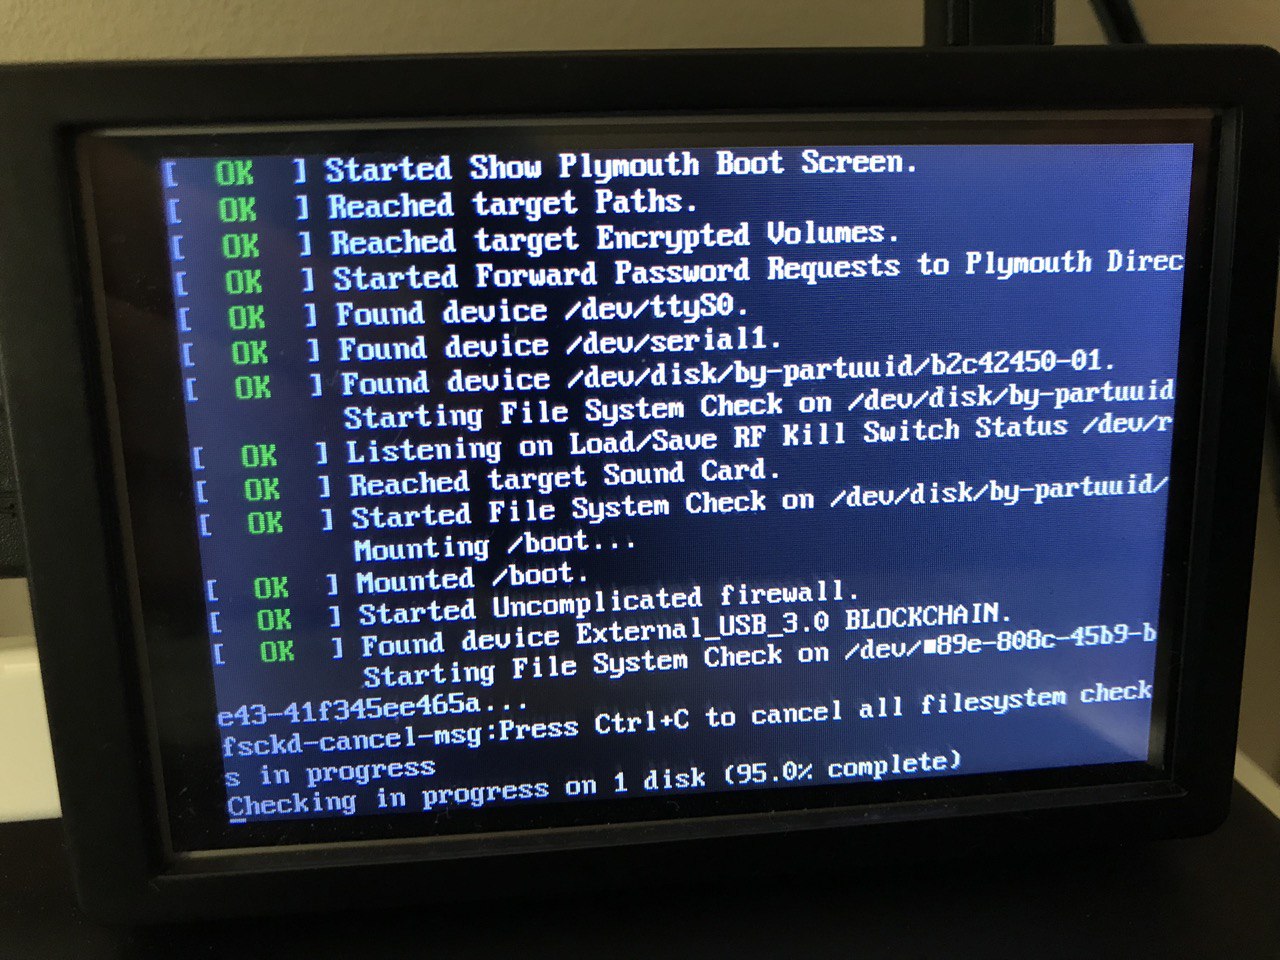 [ OK ] Started Show Plymouth Boot Screen.
[ OK ] Reached target Paths.
[ OK ] Reached target Encrypted Volumes.
[ OK ] Started Forward Password Requests to Plymouth Direc
[ OK ] Found device /dev/ttyS0.
[ OK ] Found device /dev/serial1.
[ OK ] Found device /dev/disk/by-partuuid/b2c42450-01.
Starting File System Check on /dev/disk/by-partuuid
[ OK ] Listening on Load/Save RF Kill Switch Status /dev/r
[ OK ] Reached target Sound Card.
[ OK ] Started File System Check on /dev/disk/by-partuuid/
Mounting /boot...
[ OK ] Mounted /boot.
[ OK ] Started Uncomplicated firewall.
[ OK ] Found device External_USB_3.0 BLOCKCHAIN.
Starting File System Check on /dev/■89e-808c-45b9-b
e43-41f345ee465a...
fsckd-cancel-msg:Press Ctrl+C to cancel all filesystem check
s in progress
Checking in progress on 1 disk (95.0% complete)